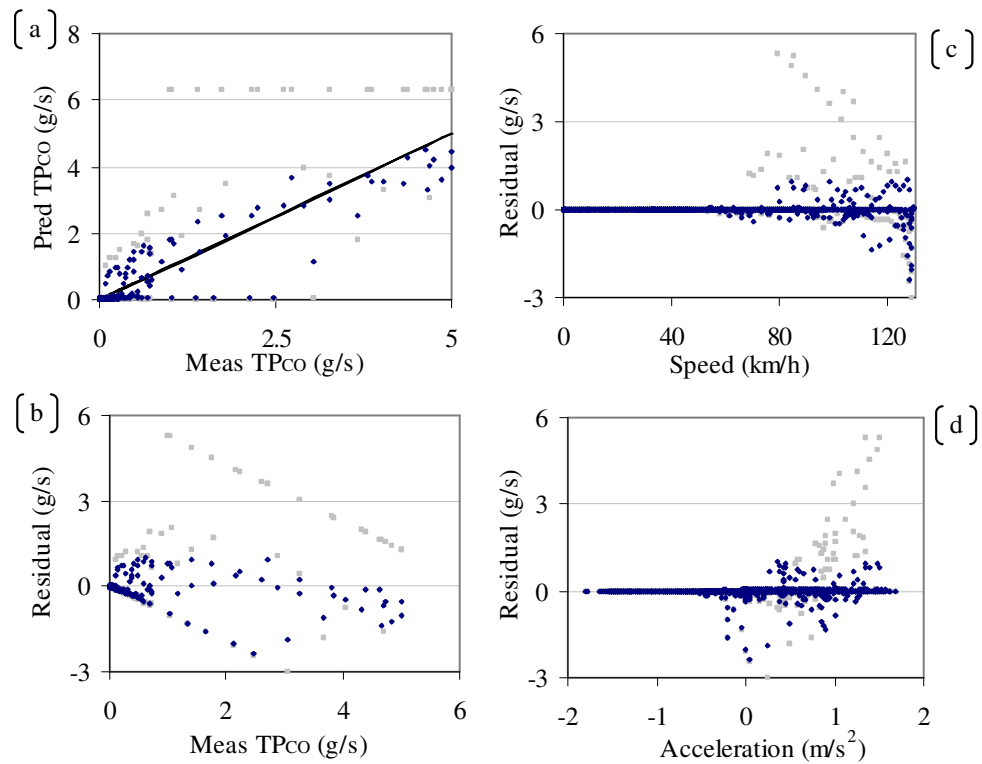 a
8
6
4
2
0
Pred TPCO (g/s)
0
2.5
5
Meas TPCO (g/s)
c
6
3
0
-3
Residual (g/s)
0
40
80
120
Speed (km/h)
b
6
3
0
-3
Residual (g/s)
0
2
4
6
Meas TPCO (g/s)
d
6
3
0
-3
Residual (g/s)
-2
-1
0
1
2
Acceleration (m/s²)